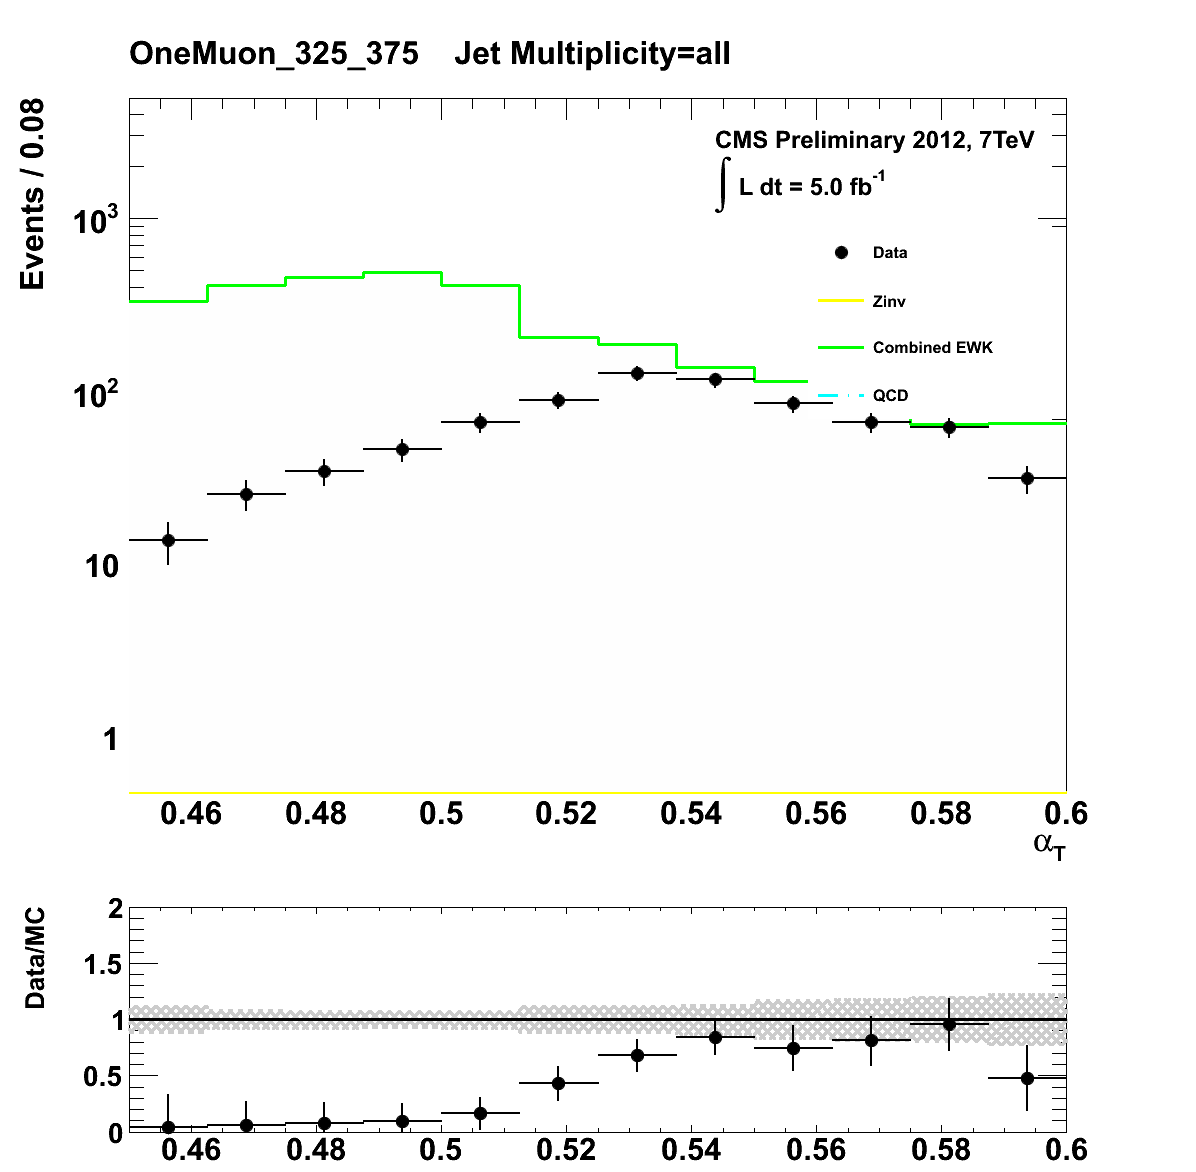 OneMuon_325_375 Jet Multiplicity=all
Events / 0.08
CMS Preliminary 2012, 7TeV
∫ L dt = 5.0 fb⁻¹
Data
Zinv
Combined EWK
QCD
10³
10²
10
1
0.46 0.48 0.5 0.52 0.54 0.56 0.58 0.6
α_T
Data/MC
2
1.5
1
0.5
0
0.46 0.48 0.5 0.52 0.54 0.56 0.58 0.6